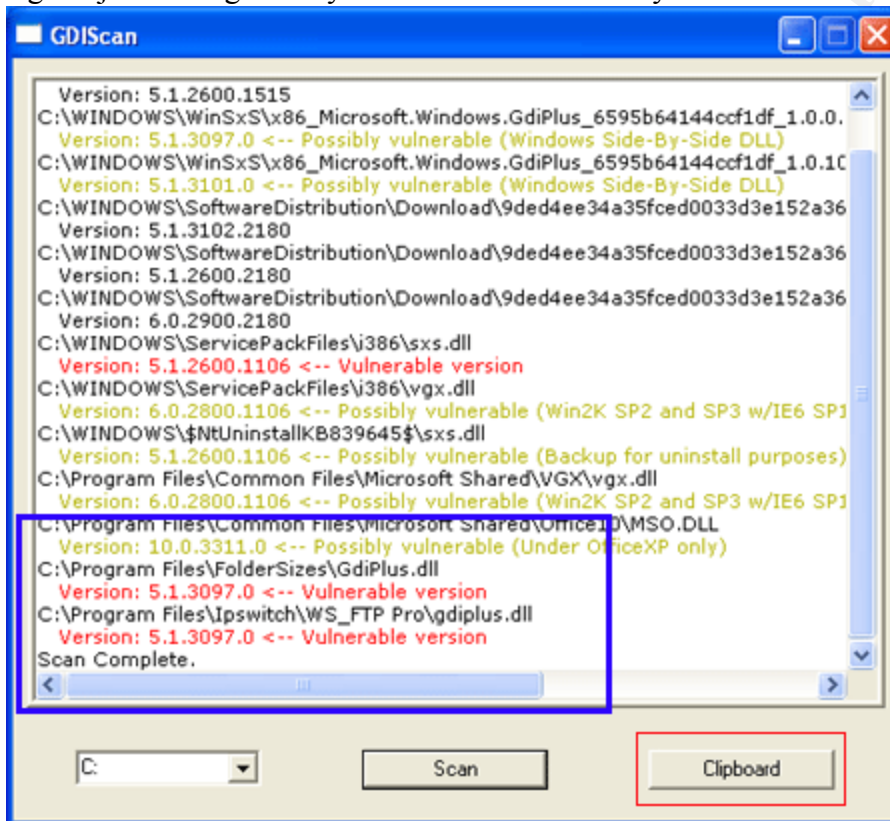 GDIScan
Version: 5.1.2600.1515
C:\WINDOWS\WinSxS\x86_Microsoft.Windows.GdiPlus_6595b64144ccf1df_1.0.0.
Version: 5.1.3097.0 <-- Possibly vulnerable (Windows Side-By-Side DLL)
C:\WINDOWS\WinSxS\x86_Microsoft.Windows.GdiPlus_6595b64144ccf1df_1.0.10
Version: 5.1.3101.0 <-- Possibly vulnerable (Windows Side-By-Side DLL)
C:\WINDOWS\SoftwareDistribution\Download\9ded4ee34a35fced0033d3e152a36
Version: 5.1.3102.2180
C:\WINDOWS\SoftwareDistribution\Download\9ded4ee34a35fced0033d3e152a36
Version: 5.1.2600.2180
C:\WINDOWS\SoftwareDistribution\Download\9ded4ee34a35fced0033d3e152a36
Version: 6.0.2900.2180
C:\WINDOWS\ServicePackFiles\i386\sxs.dll
Version: 5.1.2600.1106 <-- Vulnerable version
C:\WINDOWS\ServicePackFiles\i386\vgx.dll
Version: 6.0.2800.1106 <-- Possibly vulnerable (Win2K SP2 and SP3 w/IE6 SP1
C:\WINDOWS\$NtUninstallKB839645$\sxs.dll
Version: 5.1.2600.1106 <-- Possibly vulnerable (Backup for uninstall purposes)
C:\Program Files\Common Files\Microsoft Shared\VGX\vgx.dll
Version: 6.0.2800.1106 <-- Possibly vulnerable (Win2K SP2 and SP3 w/IE6 SP1
C:\Program Files\Common Files\Microsoft Shared\Office10\MSO.DLL
Version: 10.0.3311.0 <-- Possibly vulnerable (Under OfficeXP only)
C:\Program Files\FolderSizes\GdiPlus.dll
Version: 5.1.3097.0 <-- Vulnerable version
C:\Program Files\Ipswitch\WS_FTP Pro\gdiplus.dll
Version: 5.1.3097.0 <-- Vulnerable version
Scan Complete.
C:
Scan
Clipboard